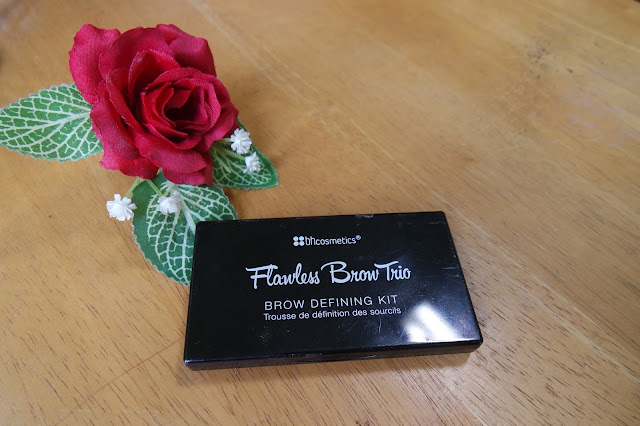 bhcosmetics®
Flawless Brow Trio
BROW DEFINING KIT
Trousse de définition des sourcils